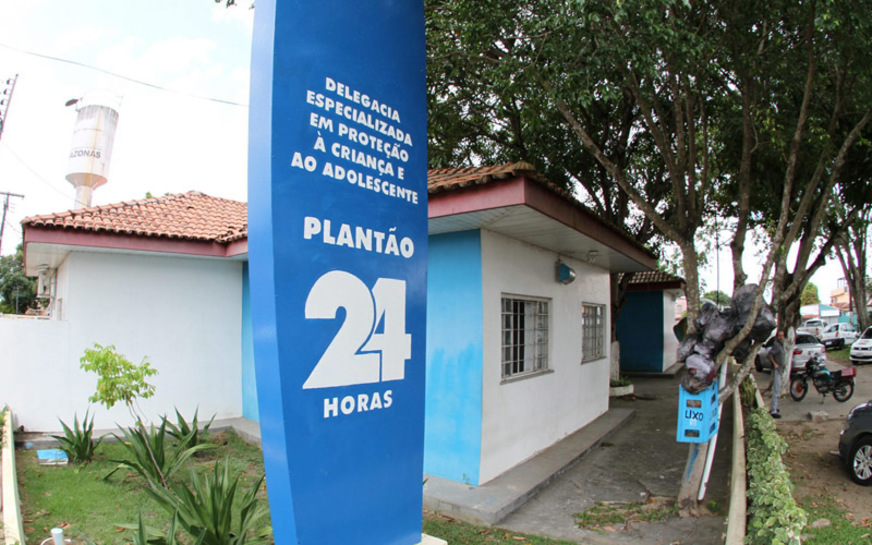 DELEGACIA
ESPECIALIZADA
EM PROTEÇÃO
À CRIANÇA E
AO ADOLESCENTE
PLANTÃO
24
HORAS
LIXO